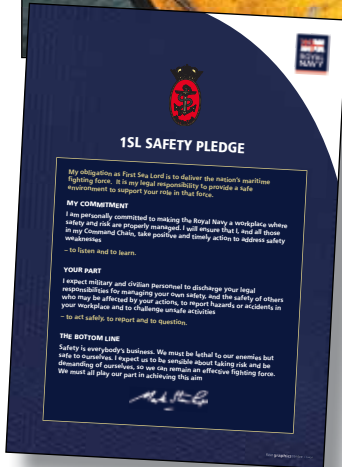 ROYAL
NAVY
1SL SAFETY PLEDGE
My obligation as First Sea Lord is to deliver the nation's maritime
fighting force. It is my legal responsibility to provide a safe
environment to support your role in that force.
MY COMMITMENT
I am personally committed to making the Royal Navy a workplace where
safety and risk are properly managed. I will ensure that I, and all those
in my Command Chain, take positive and timely action to address safety
weaknesses
– to listen and to learn.
YOUR PART
I expect military and civilian personnel to discharge your legal
responsibilities for managing your own safety, and the safety of others
who may be affected by your actions, to report hazards or accidents in
your workplace and to challenge unsafe activities
– to act safely, to report and to question.
THE BOTTOM LINE
Safety is everybody's business. We must be lethal to our enemies but
safe to ourselves. I expect us to be sensible about taking risk and be
demanding of ourselves, so we can remain an effective fighting force.
We must all play our part in achieving this aim